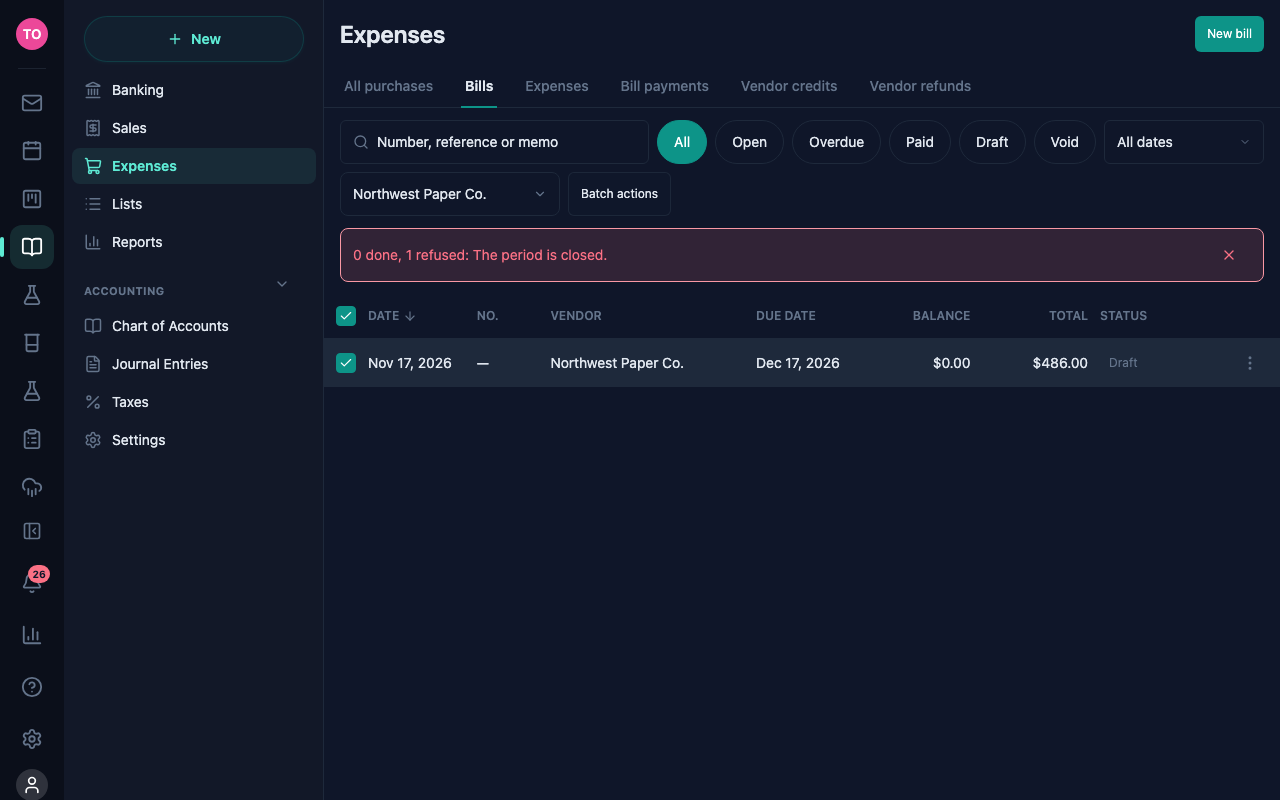 TO
New
Banking
Sales
Expenses
Lists
Reports
ACCOUNTING
Chart of Accounts
Journal Entries
Taxes
Settings
26
Expenses
New bill
All purchases
Bills
Expenses
Bill payments
Vendor credits
Vendor refunds
Number, reference or memo
All
Open
Overdue
Paid
Draft
Void
All dates
Northwest Paper Co.
Batch actions
0 done, 1 refused: The period is closed.
DATE NO. VENDOR DUE DATE BALANCE TOTAL STATUS
Nov 17, 2026 — Northwest Paper Co. Dec 17, 2026 $0.00 $486.00 Draft